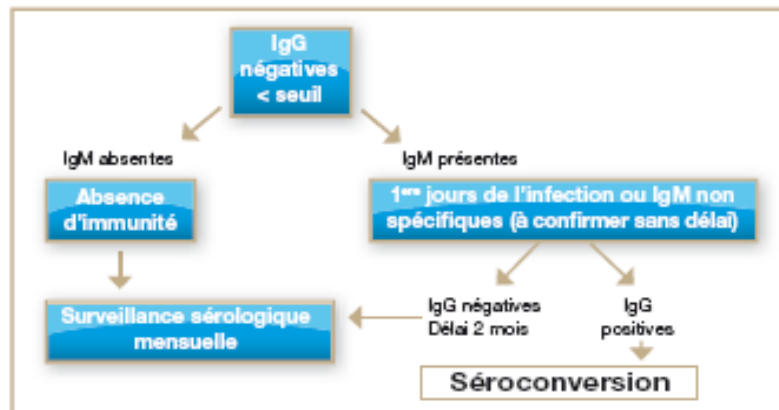 IgG
négatives
< seuil
IgM absentes
IgM présentes
Absence
d'immunité
1ers jours de l'infection ou IgM non
spécifiques (à confirmer sans délai)
Surveillance sérologique
mensuelle
IgG négatives
Délai 2 mois
IgG
positives
Séroconversion